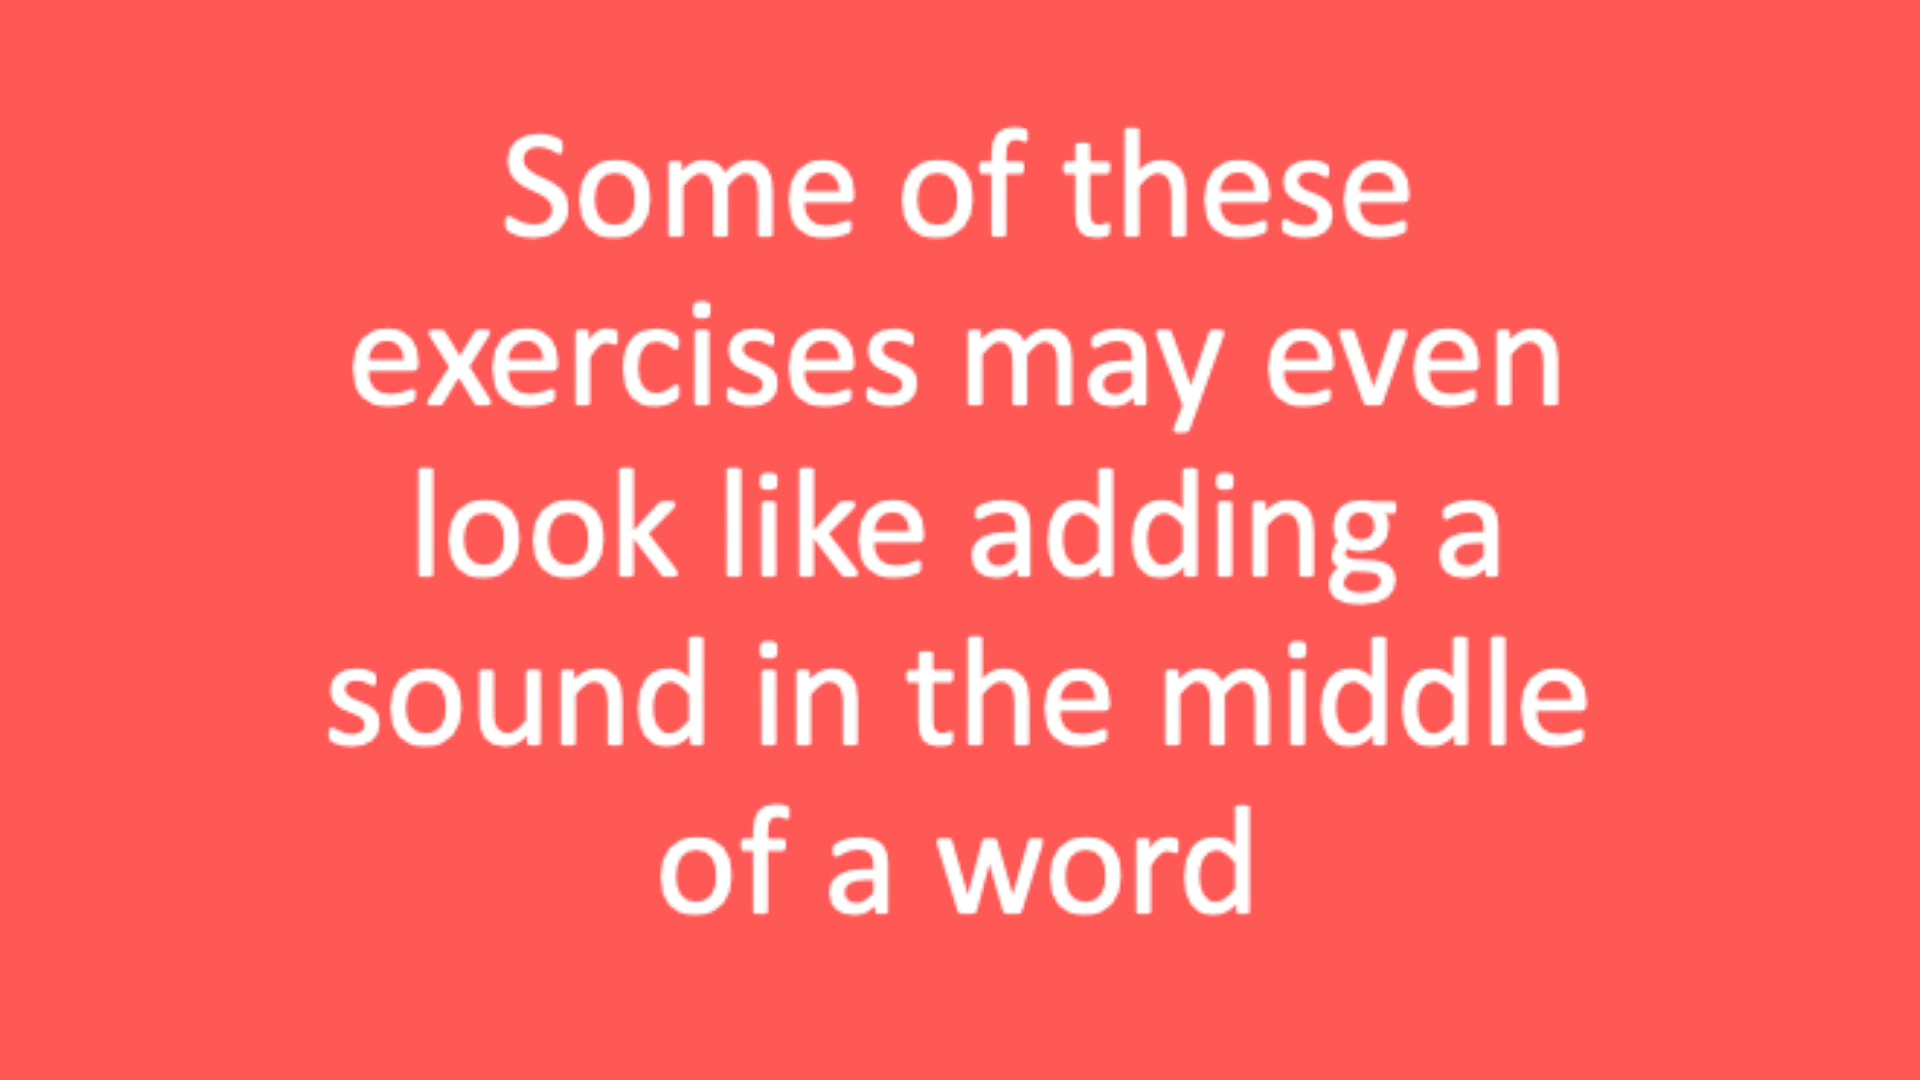 Some of these
exercises may even
look like adding a
sound in the middle
of a word